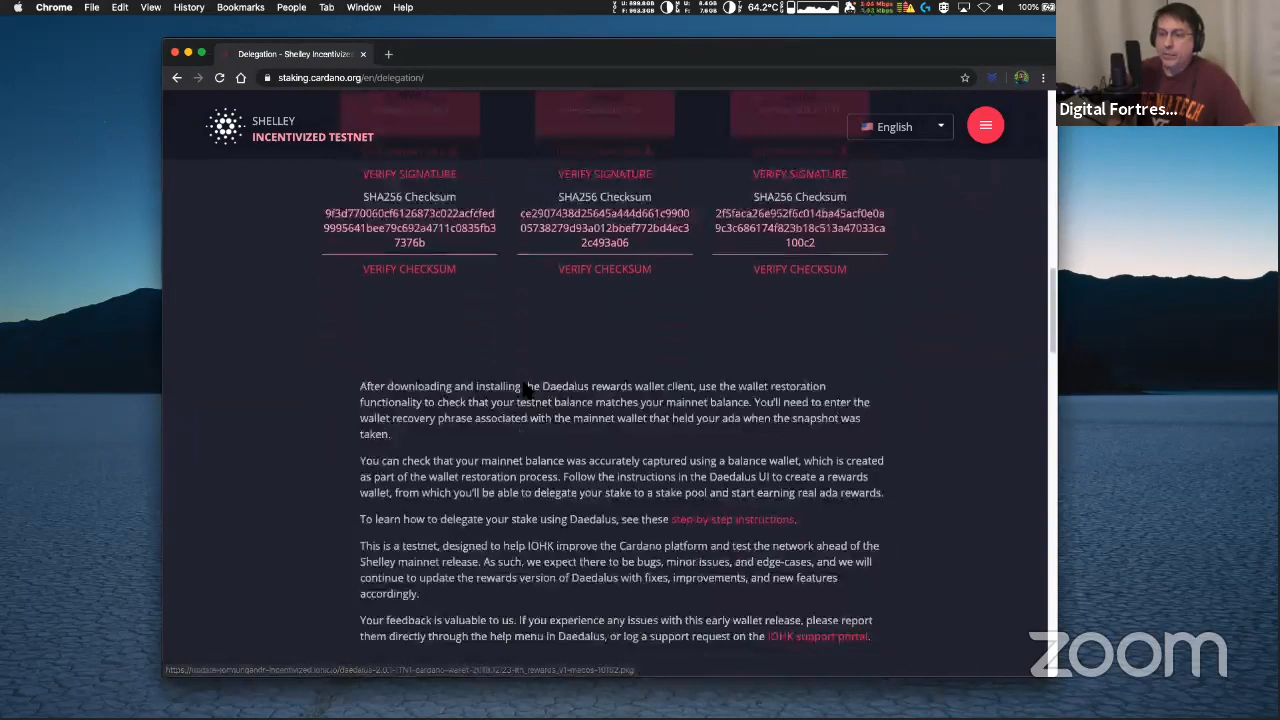 Chrome File Edit View History Bookmarks People Tab Window Help
64.2°C
100%
Delegation - Shelley Incentivize
staking.cardano.org/en/delegation/
Digital Fortres...
SHELLEY
INCENTIVIZED TESTNET
English
VERIFY SIGNATURE VERIFY SIGNATURE VERIFY SIGNATURE
SHA256 Checksum SHA256 Checksum SHA256 Checksum
9f3d770060cf6126873c022acfcfed ce2907438d25645a444d661c9900 2f5faca26e952f6c014ba45acf0e0a
9995641bee79c692a4711c0835fb3 05738279d93a012bbef772bd4ec3 9c3c686174f823b18c513a47033ca
7376b 2c493a06 100c2
VERIFY CHECKSUM VERIFY CHECKSUM VERIFY CHECKSUM
After downloading and installing the Daedalus rewards wallet client, use the wallet restoration
functionality to check that your testnet balance matches your mainnet balance. You'll need to enter the
wallet recovery phrase associated with the mainnet wallet that held your ada when the snapshot was
taken.
You can check that your mainnet balance was accurately captured using a balance wallet, which is created
as part of the wallet restoration process. Follow the instructions in the Daedalus UI to create a rewards
wallet, from which you'll be able to delegate your stake to a stake pool and start earning real ada rewards.
To learn how to delegate your stake using Daedalus, see these step-by-step instructions.
This is a testnet, designed to help IOHK improve the Cardano platform and test the network ahead of the
Shelley mainnet release. As such, we expect there to be bugs, minor issues, and edge-cases, and we will
continue to update the rewards version of Daedalus with fixes, improvements, and new features
accordingly.
Your feedback is valuable to us. If you experience any issues with this early wallet release, please report
them directly through the help menu in Daedalus, or log a support request on the IOHK support portal.
zoom